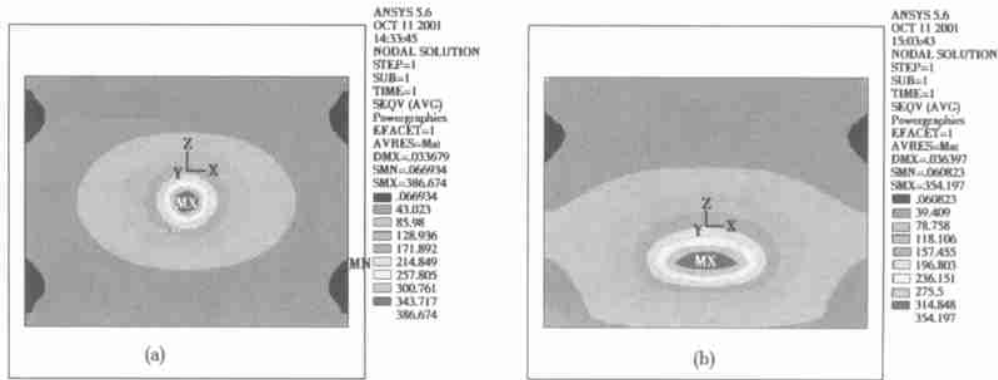 ANSYS 5.6
OCT 11 2001
14:33:45
NODAL SOLUTION
STEP=1
SUB=1
TIME=1
SEQV (AVG)
Powergraphics
EFACET=1
AVRES=Mat
DMX=.033679
SMN=.066934
SMX=386.674
.066934
43.023
85.98
128.936
171.892
214.849
257.805
300.761
343.717
386.674
Z
Y X
MX
MN
(a)
ANSYS 5.6
OCT 11 2001
15:03:43
NODAL SOLUTION
STEP=1
SUB=1
TIME=1
SEQV (AVG)
Powergraphics
EFACET=1
AVRES=Mat
DMX=.036397
SMN=.060823
SMX=354.197
.060823
39.409
78.758
118.106
157.455
196.803
236.151
275.5
314.848
354.197
Z
Y X
MX
(b)